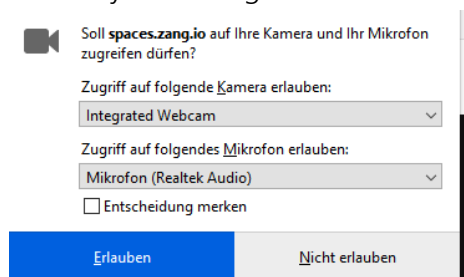 Soll spaces.zang.io auf Ihre Kamera und Ihr Mikrofon
zugreifen dürfen?
Zugriff auf folgende Kamera erlauben:
Integrated Webcam
Zugriff auf folgendes Mikrofon erlauben:
Mikrofon (Realtek Audio)
Entscheidung merken
Erlauben
Nicht erlauben